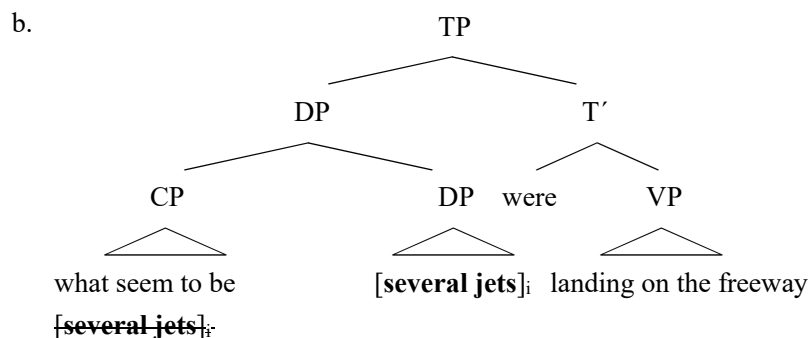 b.
TP
DP T´
CP DP were VP
what seem to be [several jets]i landing on the freeway
[several jets]i